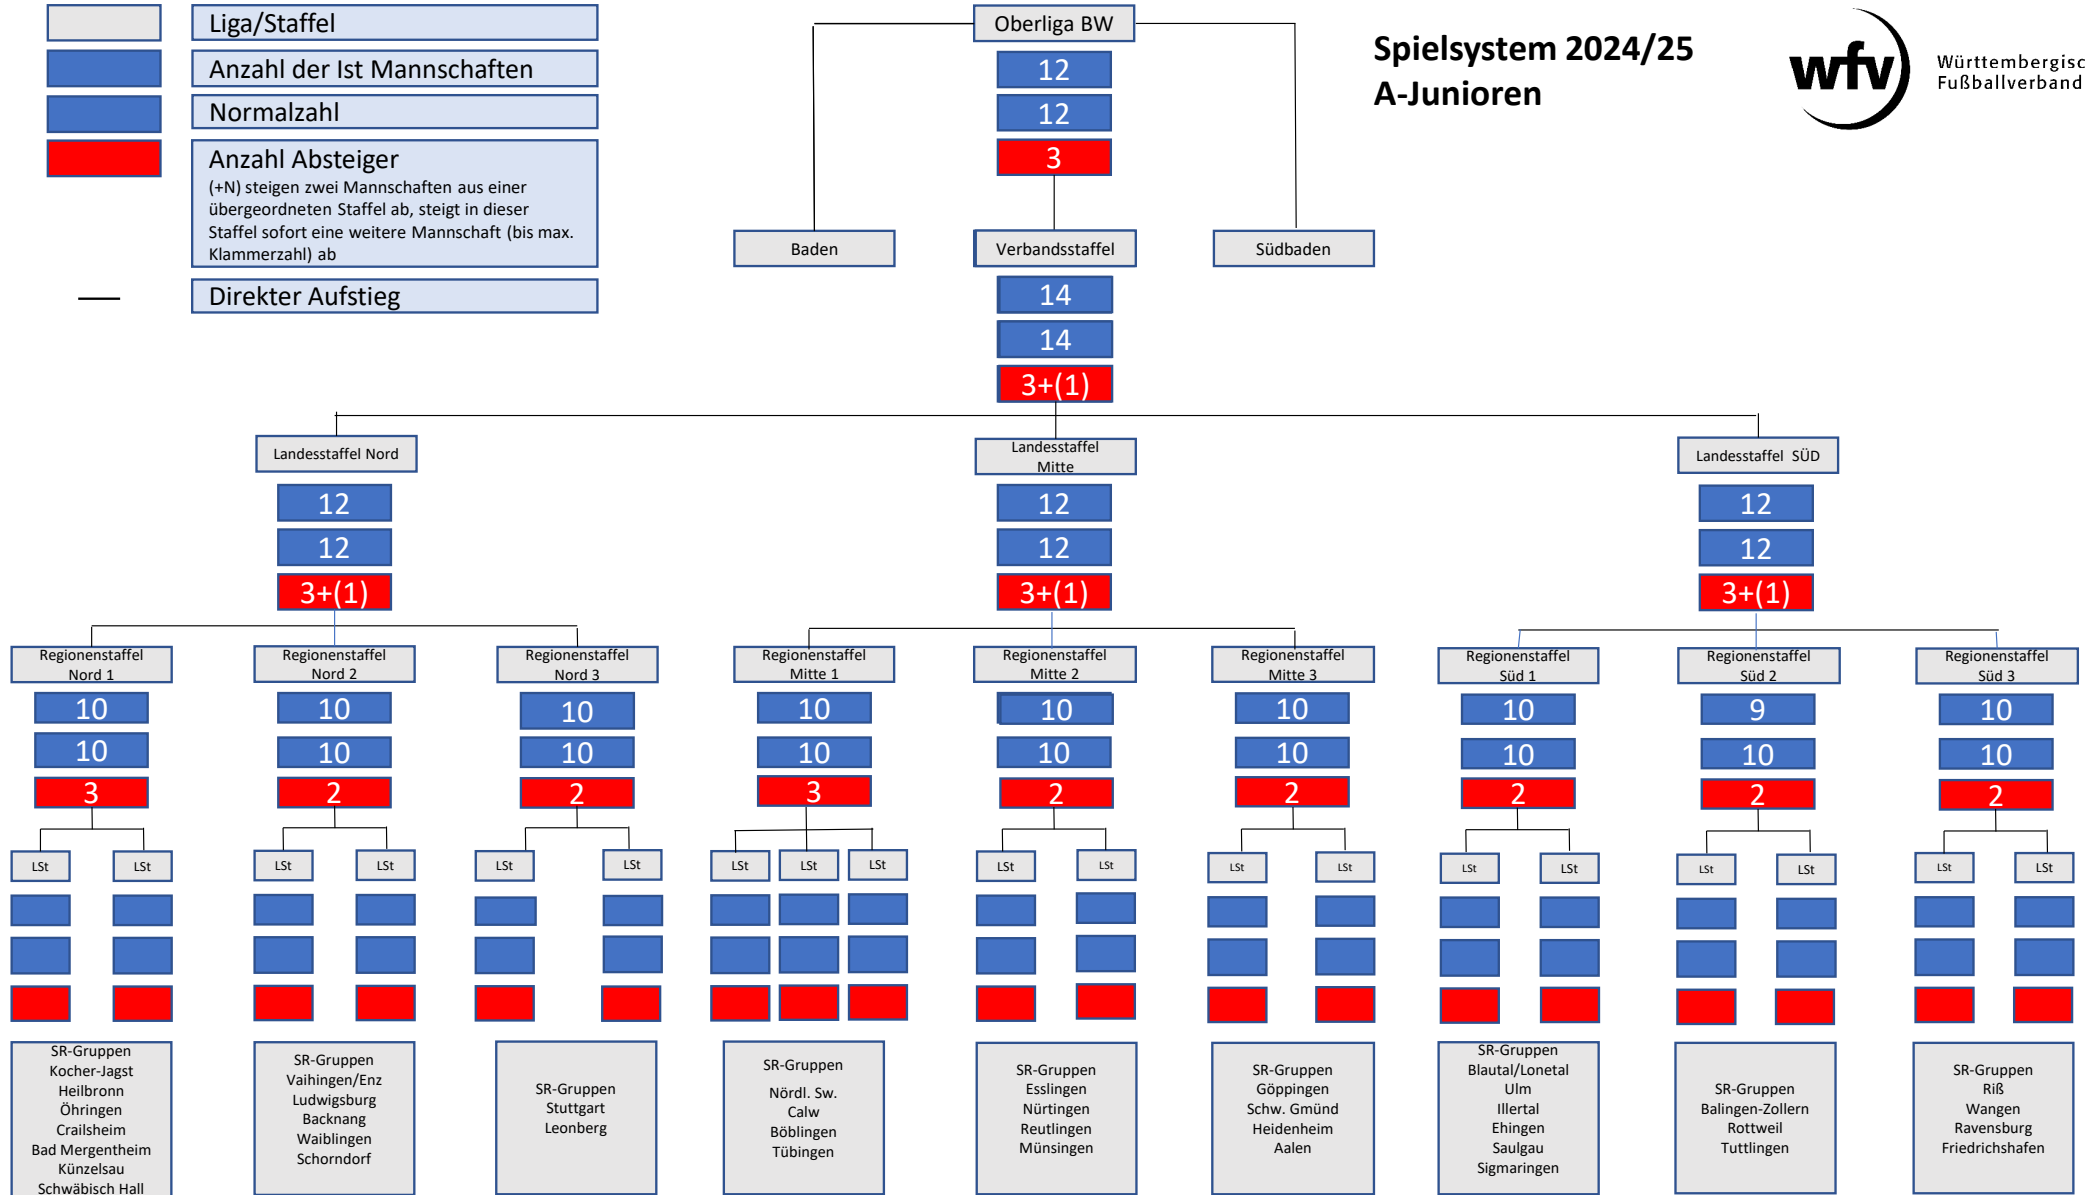 Liga/Staffel
Anzahl der Ist Mannschaften
Normalzahl
Anzahl Absteiger
(+N) steigen zwei Mannschaften aus einer
übergeordneten Staffel ab, steigt in dieser
Staffel sofort eine weitere Mannschaft (bis max.
Klammerzahl) ab
Direkter Aufstieg
Spielsystem 2024/25
A-Junioren
wfv
Württembergisc
Fußballverband
Oberliga BW
12
12
3
Baden
Verbandsstaffel
Südbaden
14
14
3+(1)
Landesstaffel Nord
12
12
3+(1)
Landesstaffel
Mitte
12
12
3+(1)
Landesstaffel SÜD
12
12
3+(1)
Regionenstaffel
Nord 1
10
10
3
LSt
LSt
SR-Gruppen
Kocher-Jagst
Heilbronn
Öhringen
Crailsheim
Bad Mergentheim
Künzelsau
Schwäbisch Hall
Regionenstaffel
Nord 2
10
10
2
LSt
LSt
SR-Gruppen
Vaihingen/Enz
Ludwigsburg
Backnang
Waiblingen
Schorndorf
Regionenstaffel
Nord 3
10
10
2
LSt
LSt
SR-Gruppen
Stuttgart
Leonberg
Regionenstaffel
Mitte 1
10
10
3
LSt
LSt
LSt
SR-Gruppen
Nördl. Sw.
Calw
Böblingen
Tübingen
Regionenstaffel
Mitte 2
10
10
2
LSt
LSt
SR-Gruppen
Esslingen
Nürtingen
Reutlingen
Münsingen
Regionenstaffel
Mitte 3
10
10
2
LSt
LSt
SR-Gruppen
Göppingen
Schw. Gmünd
Heidenheim
Aalen
Regionenstaffel
Süd 1
10
10
2
LSt
LSt
SR-Gruppen
Blautal/Lonetal
Ulm
Illertal
Ehingen
Saulgau
Sigmaringen
Regionenstaffel
Süd 2
9
10
2
LSt
LSt
SR-Gruppen
Balingen-Zollern
Rottweil
Tuttlingen
Regionenstaffel
Süd 3
10
10
2
LSt
LSt
SR-Gruppen
Riß
Wangen
Ravensburg
Friedrichshafen